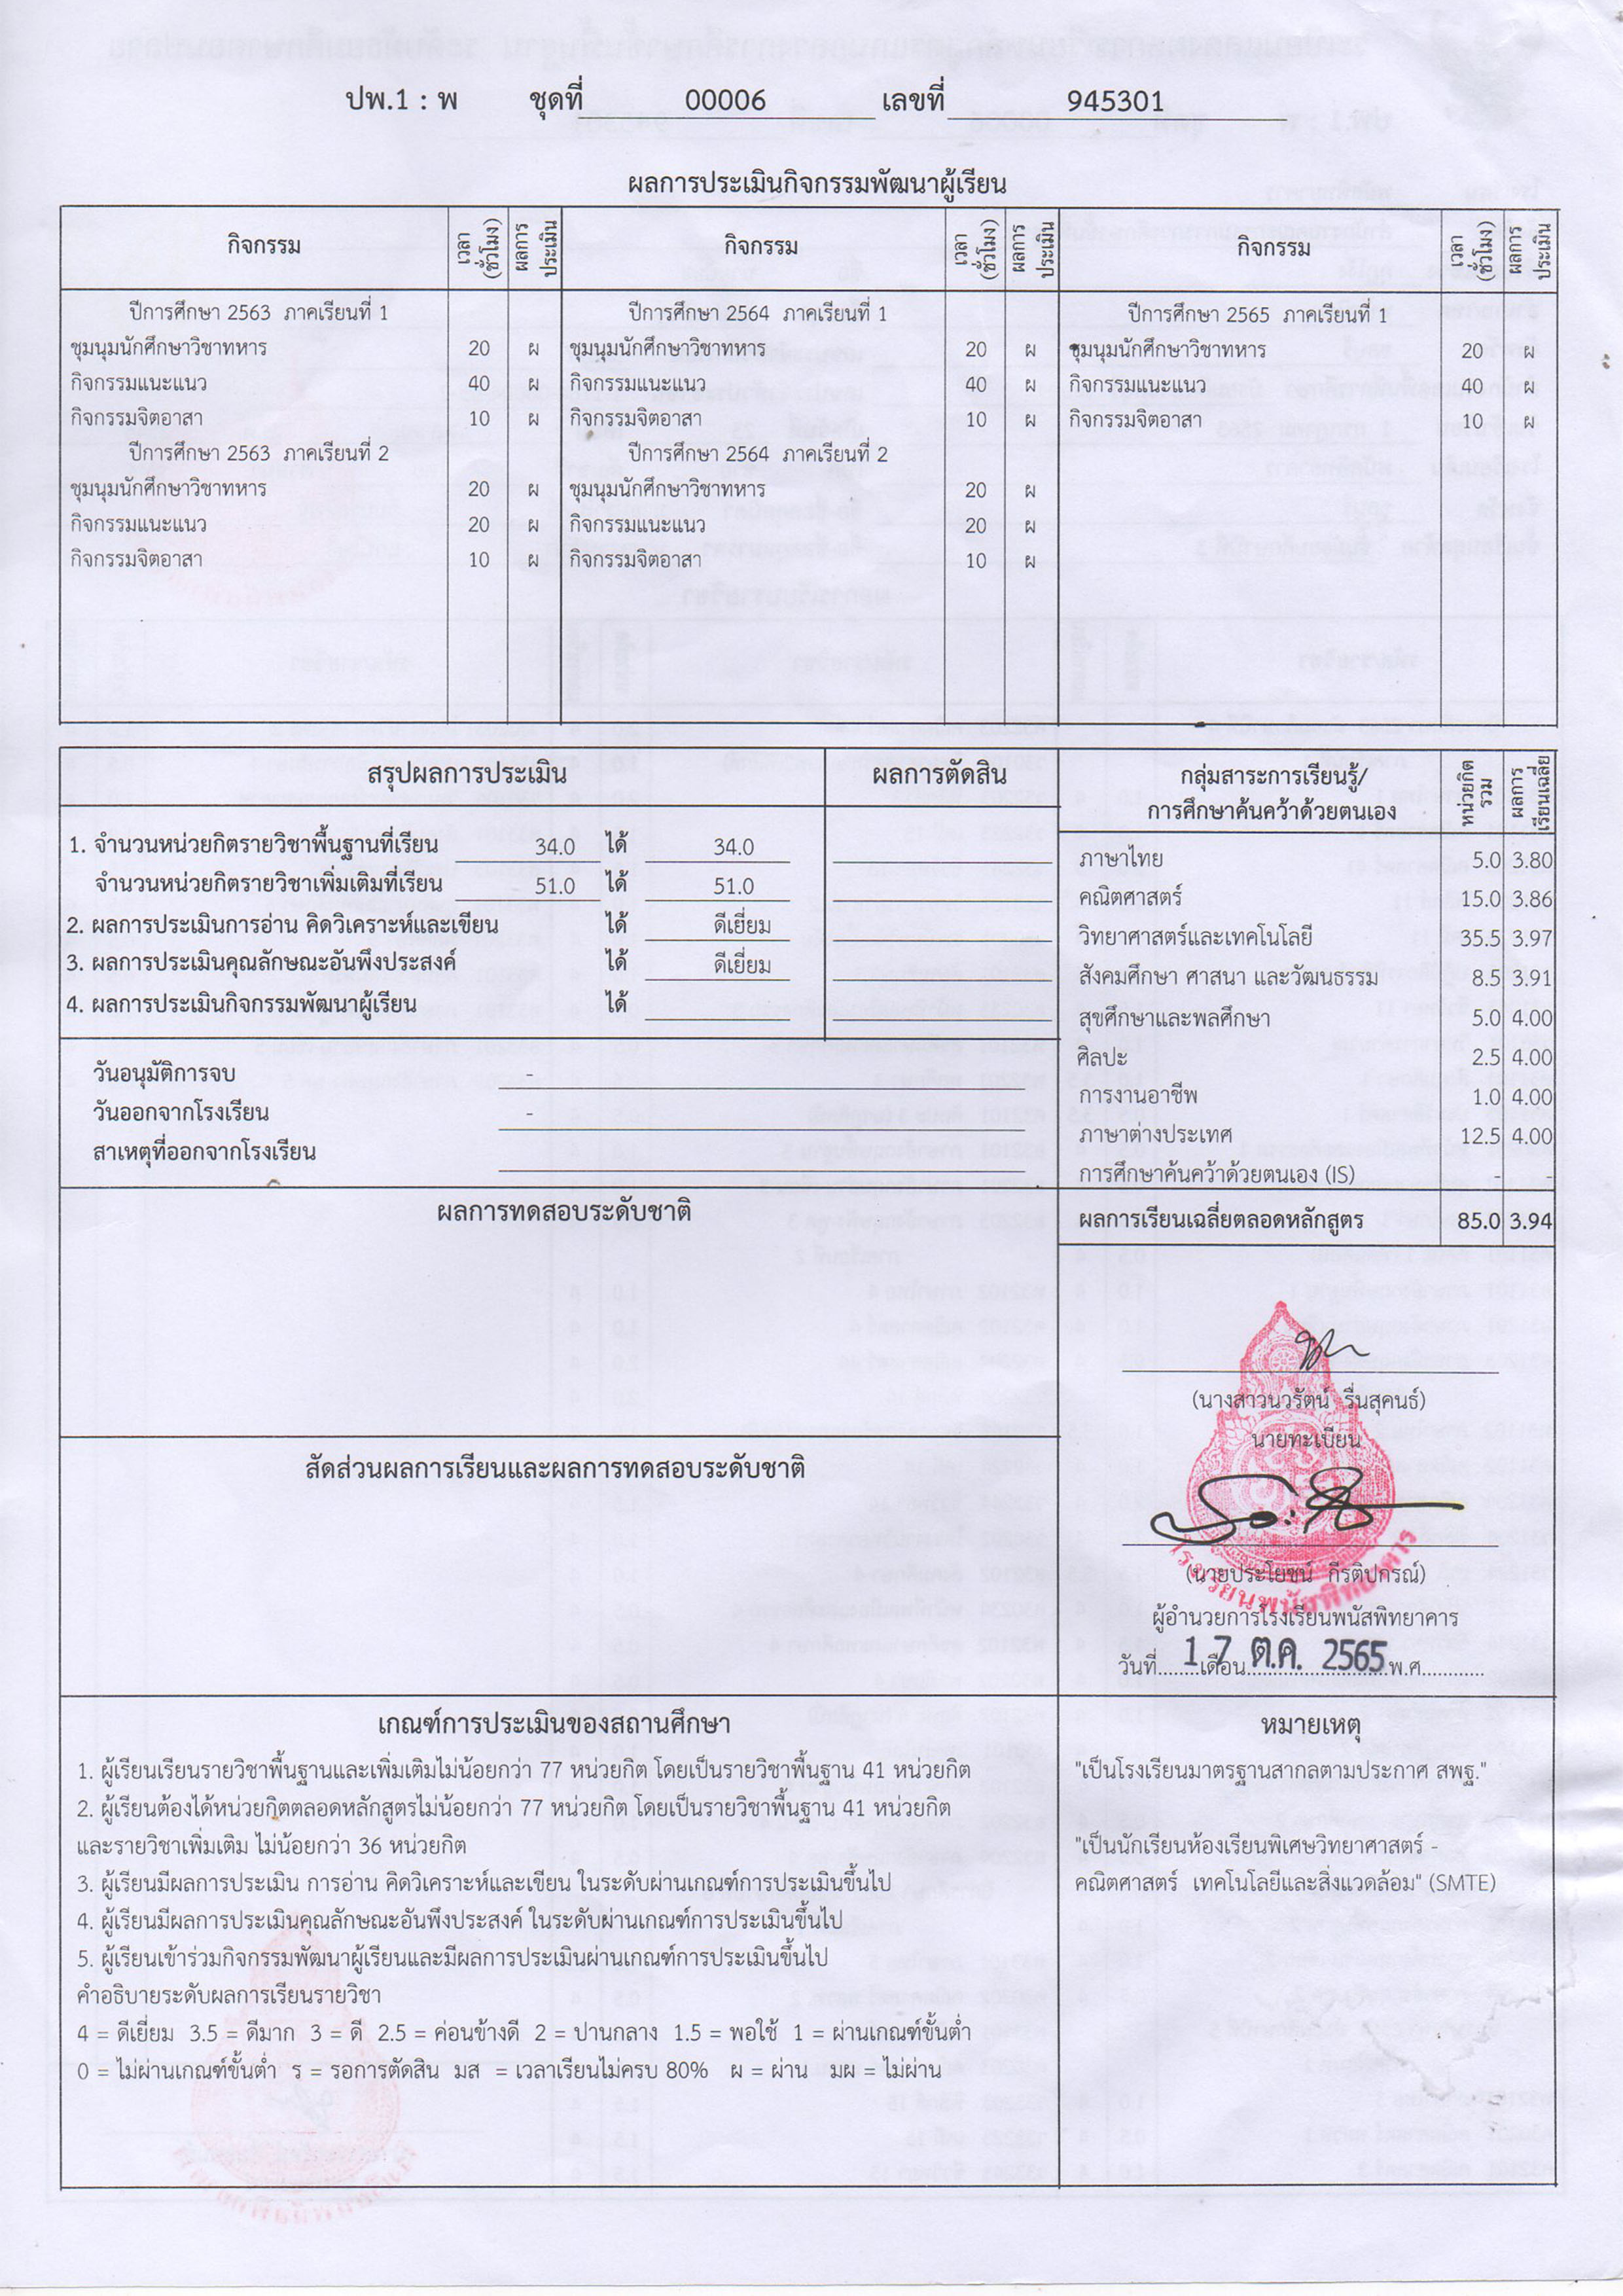 ปพ.1 : พ ชุดที่ 00006 เลขที่ 945301
ผลการประเมินกิจกรรมพัฒนาผู้เรียน
กิจกรรม เวลา (ชั่วโมง) ผลการประเมิน กิจกรรม เวลา (ชั่วโมง) ผลการประเมิน กิจกรรม เวลา (ชั่วโมง) ผลการประเมิน
ปีการศึกษา 2563 ภาคเรียนที่ 1 ปีการศึกษา 2564 ภาคเรียนที่ 1 ปีการศึกษา 2565 ภาคเรียนที่ 1
ชุมนุมนักศึกษาวิชาทหาร 20 ผ ชุมนุมนักศึกษาวิชาทหาร 20 ผ ชุมนุมนักศึกษาวิชาทหาร 20 ผ
กิจกรรมแนะแนว 40 ผ กิจกรรมแนะแนว 40 ผ กิจกรรมแนะแนว 40 ผ
กิจกรรมจิตอาสา 10 ผ กิจกรรมจิตอาสา 10 ผ กิจกรรมจิตอาสา 10 ผ
ปีการศึกษา 2563 ภาคเรียนที่ 2 ปีการศึกษา 2564 ภาคเรียนที่ 2
ชุมนุมนักศึกษาวิชาทหาร 20 ผ ชุมนุมนักศึกษาวิชาทหาร 20 ผ
กิจกรรมแนะแนว 20 ผ กิจกรรมแนะแนว 20 ผ
กิจกรรมจิตอาสา 10 ผ กิจกรรมจิตอาสา 10 ผ
สรุปผลการประเมิน ผลการตัดสิน
1. จำนวนหน่วยกิตรายวิชาพื้นฐานที่เรียน 34.0 ได้ 34.0
จำนวนหน่วยกิตรายวิชาเพิ่มเติมที่เรียน 51.0 ได้ 51.0
2. ผลการประเมินการอ่าน คิดวิเคราะห์และเขียน ได้ ดีเยี่ยม
3. ผลการประเมินคุณลักษณะอันพึงประสงค์ ได้ ดีเยี่ยม
4. ผลการประเมินกิจกรรมพัฒนาผู้เรียน ได้
วันอนุมัติการจบ -
วันออกจากโรงเรียน -
สาเหตุที่ออกจากโรงเรียน
กลุ่มสาระการเรียนรู้/ หน่วยกิตรวม ผลการเรียนเฉลี่ย
การศึกษาค้นคว้าด้วยตนเอง
ภาษาไทย 5.0 3.80
คณิตศาสตร์ 15.0 3.86
วิทยาศาสตร์และเทคโนโลยี 35.5 3.97
สังคมศึกษา ศาสนา และวัฒนธรรม 8.5 3.91
สุขศึกษาและพลศึกษา 5.0 4.00
ศิลปะ 2.5 4.00
การงานอาชีพ 1.0 4.00
ภาษาต่างประเทศ 12.5 4.00
การศึกษาค้นคว้าด้วยตนเอง (IS) - -
ผลการเรียนเฉลี่ยตลอดหลักสูตร 85.0 3.94
ผลการทดสอบระดับชาติ
สัดส่วนผลการเรียนและผลการทดสอบระดับชาติ
(นางสาวนวรัตน์ รื่นสุคนธ์)
นายทะเบียน
(นายประโยชน์ กีรติปกรณ์)
โรงเรียนพนัสพิทยาคาร
ผู้อำนวยการโรงเรียนพนัสพิทยาคาร
วันที่ 17 เดือน ต.ค. 2565 พ.ศ.............
เกณฑ์การประเมินของสถานศึกษา
1. ผู้เรียนเรียนรายวิชาพื้นฐานและเพิ่มเติมไม่น้อยกว่า 77 หน่วยกิต โดยเป็นรายวิชาพื้นฐาน 41 หน่วยกิต
2. ผู้เรียนต้องได้หน่วยกิตตลอดหลักสูตรไม่น้อยกว่า 77 หน่วยกิต โดยเป็นรายวิชาพื้นฐาน 41 หน่วยกิต
และรายวิชาเพิ่มเติม ไม่น้อยกว่า 36 หน่วยกิต
3. ผู้เรียนมีผลการประเมิน การอ่าน คิดวิเคราะห์และเขียน ในระดับผ่านเกณฑ์การประเมินขึ้นไป
4. ผู้เรียนมีผลการประเมินคุณลักษณะอันพึงประสงค์ ในระดับผ่านเกณฑ์การประเมินขึ้นไป
5. ผู้เรียนเข้าร่วมกิจกรรมพัฒนาผู้เรียนและมีผลการประเมินผ่านเกณฑ์การประเมินขึ้นไป
คำอธิบายระดับผลการเรียนรายวิชา
4 = ดีเยี่ยม 3.5 = ดีมาก 3 = ดี 2.5 = ค่อนข้างดี 2 = ปานกลาง 1.5 = พอใช้ 1 = ผ่านเกณฑ์ขั้นต่ำ
0 = ไม่ผ่านเกณฑ์ขั้นต่ำ ร = รอการตัดสิน มส = เวลาเรียนไม่ครบ 80% ผ = ผ่าน มผ = ไม่ผ่าน
หมายเหตุ
"เป็นโรงเรียนมาตรฐานสากลตามประกาศ สพฐ."
"เป็นนักเรียนห้องเรียนพิเศษวิทยาศาสตร์ -
คณิตศาสตร์ เทคโนโลยีและสิ่งแวดล้อม" (SMTE)